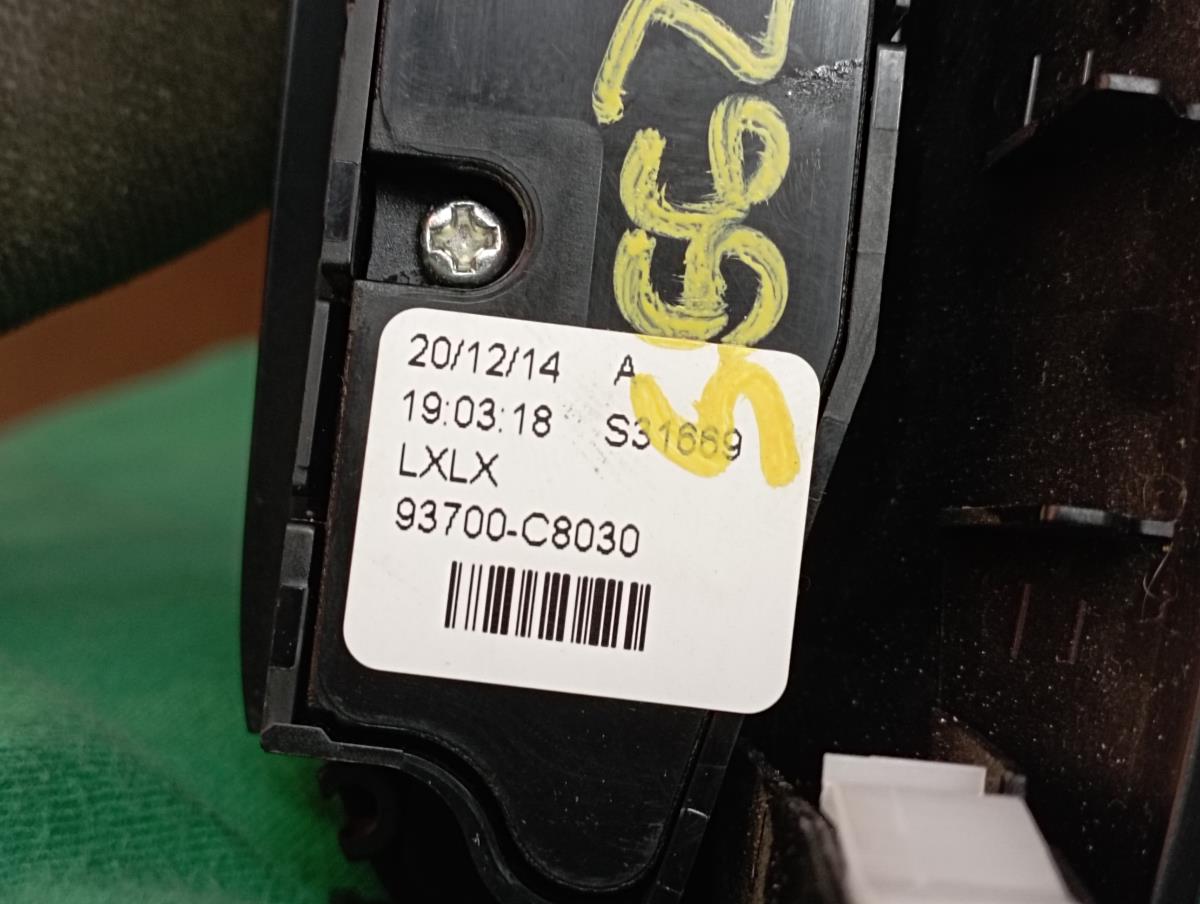 20/12/14 A
19:03:18 S31669
LXLX
93700-C8030